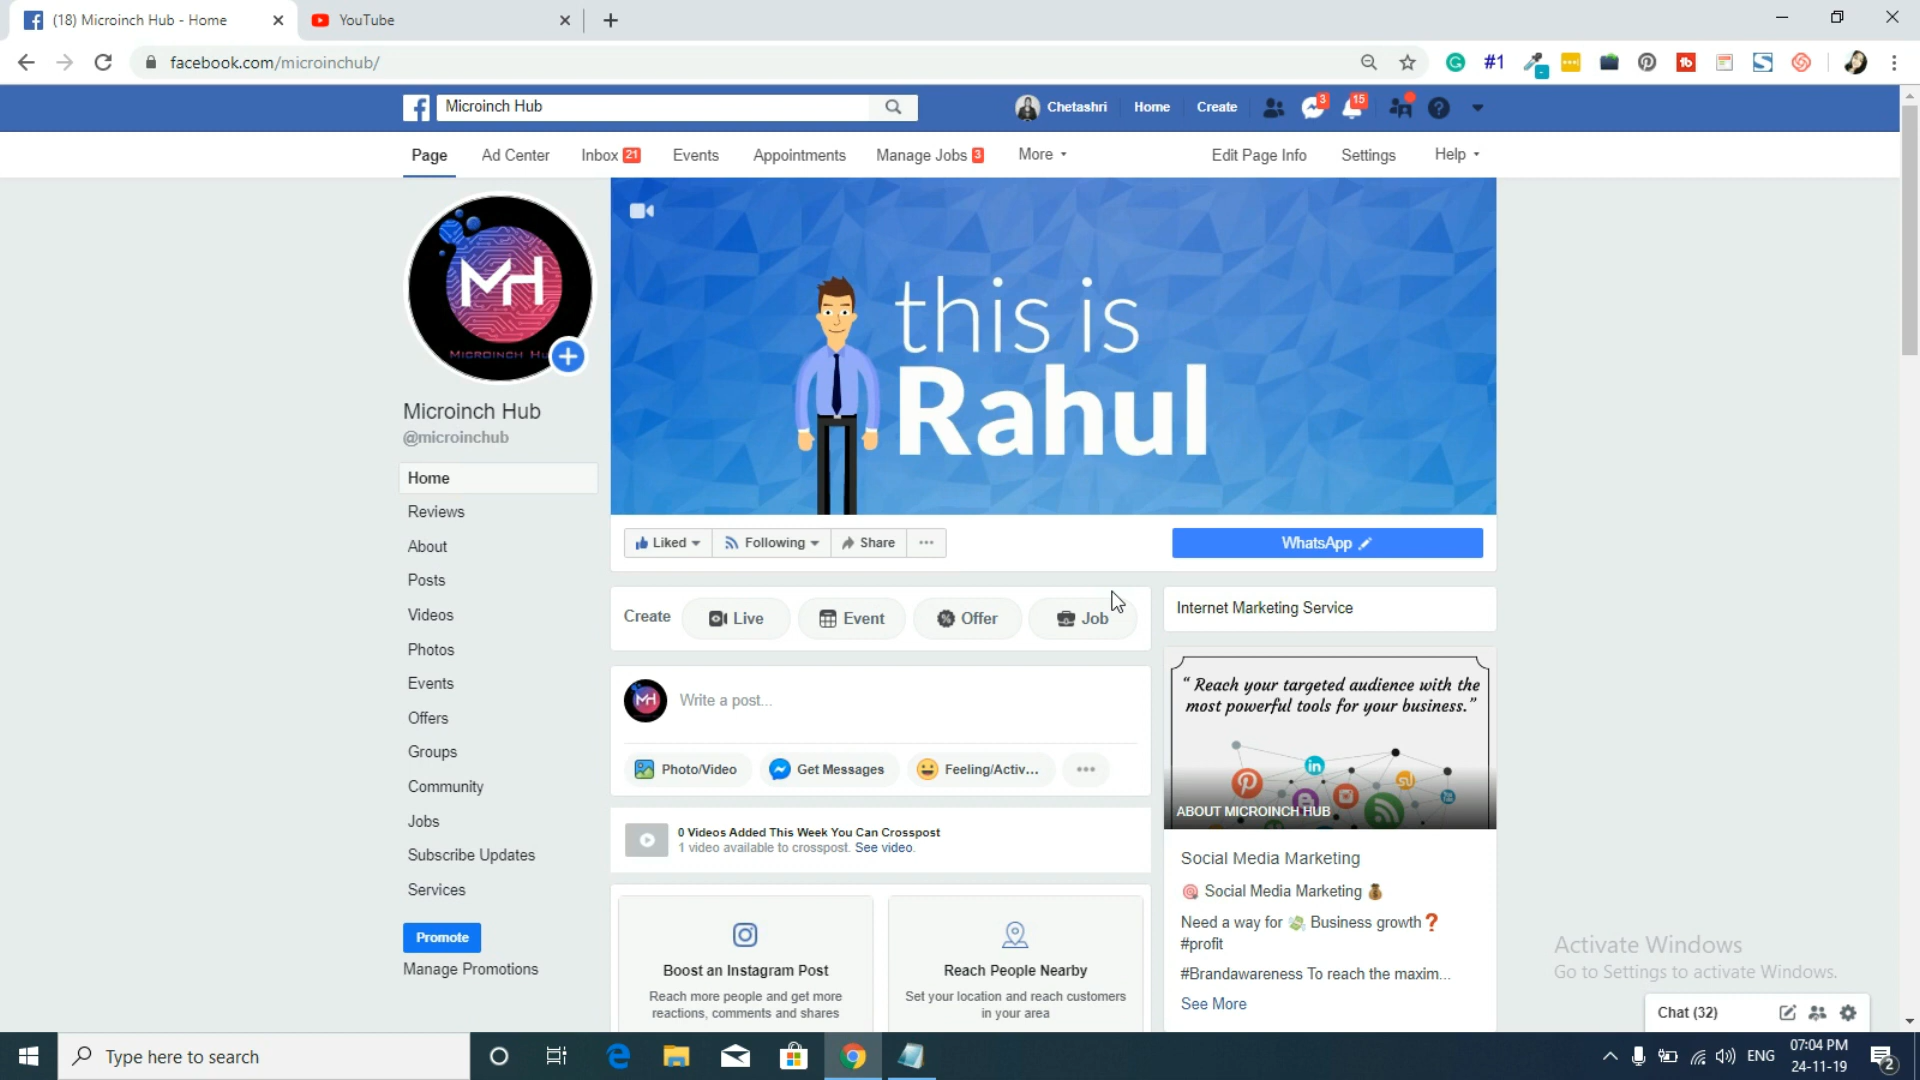 (18) Microinch Hub - Home
YouTube
facebook.com/microinchub/
#1
Microinch Hub
Chetashri
Home
Create
3
15
Page
Ad Center
Inbox 21
Events
Appointments
Manage Jobs 3
More
Edit Page Info
Settings
Help
MH
MICROINCH HU
this is
Rahul
Microinch Hub
@microinchub
Home
Reviews
About
Posts
Videos
Photos
Events
Offers
Groups
Community
Jobs
Subscribe Updates
Services
Promote
Manage Promotions
Liked
Following
Share
WhatsApp
Create
Live
Event
Offer
Job
MH
Write a post...
Photo/Video
Get Messages
Feeling/Activ...
0 Videos Added This Week You Can Crosspost
1 video available to crosspost. See video.
Boost an Instagram Post
Reach more people and get more
reactions, comments and shares
Reach People Nearby
Set your location and reach customers
in your area
Internet Marketing Service
“ Reach your targeted audience with the
most powerful tools for your business.”
in
ABOUT MICROINCH HUB
Social Media Marketing
🎯 Social Media Marketing 💰
Need a way for 💸 Business growth❓
#profit
#Brandawareness To reach the maxim...
See More
Activate Windows
Go to Settings to activate Windows.
Chat (32)
Type here to search
ENG
07:04 PM
24-11-19
2